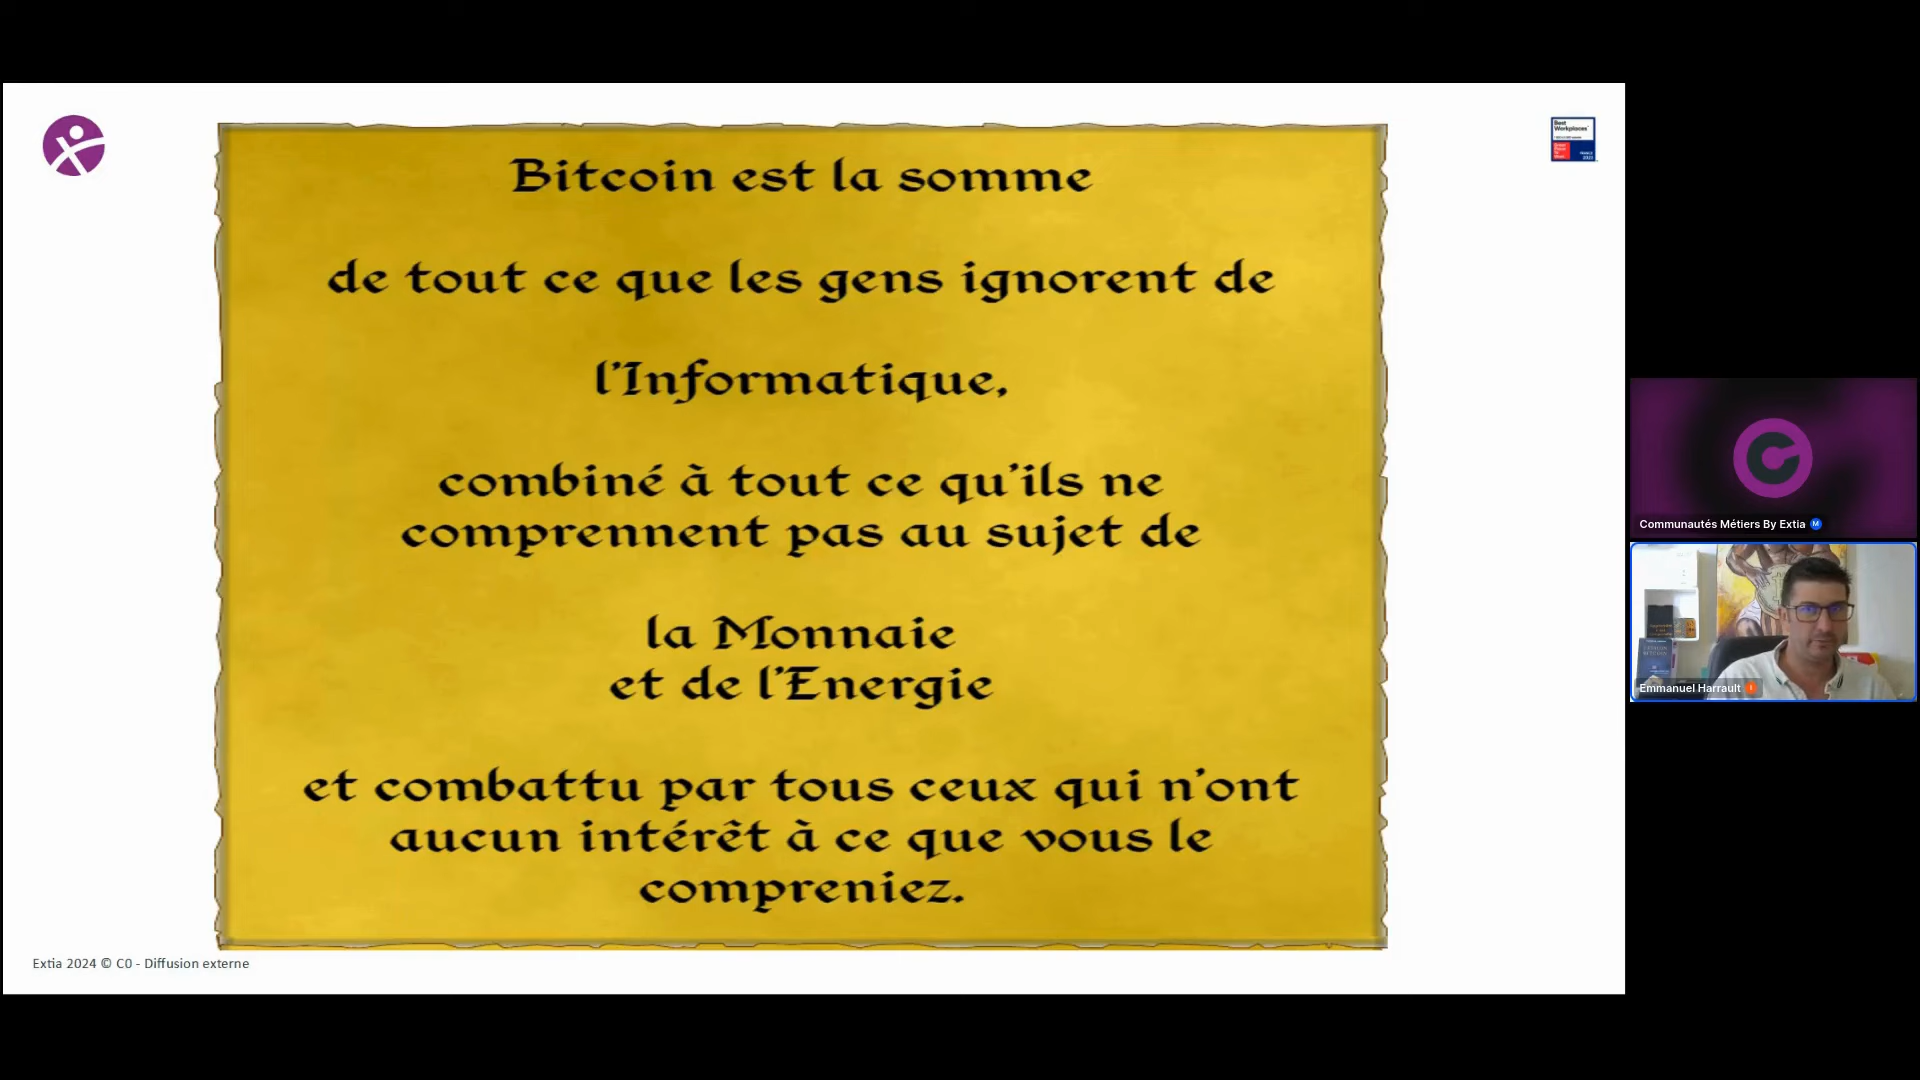 Bitcoin est la somme
de tout ce que les gens ignorent de
l'Informatique,
combiné à tout ce qu'ils ne
comprennent pas au sujet de
la Monnaie
et de l'Energie
et combattu par tous ceux qui n'ont
aucun intérêt à ce que vous le
compreniez.
Extia 2024 © C0 - Diffusion externe
Best
Workplaces
Communautés Métiers By Extia M
Emmanuel Harrault